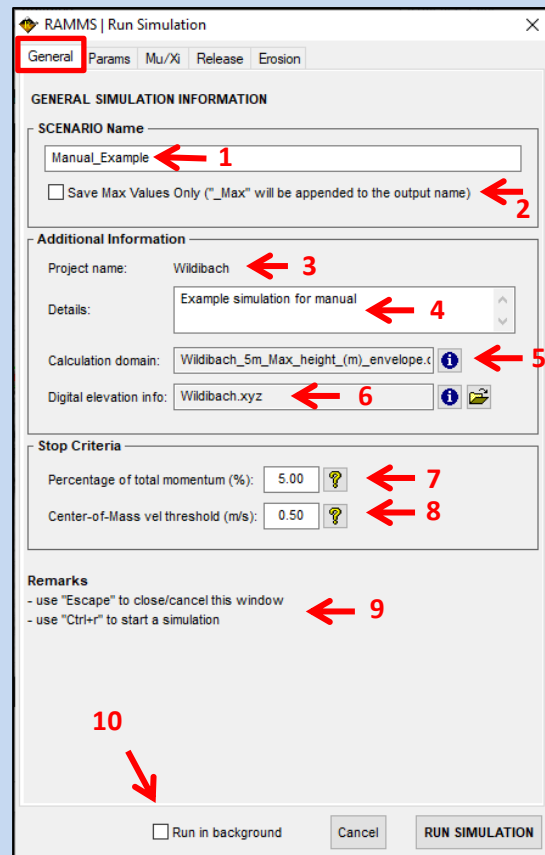 RAMMS | Run Simulation
General Params Mu/Xi Release Erosion
GENERAL SIMULATION INFORMATION
SCENARIO Name
Manual_Example 1
Save Max Values Only ("_Max" will be appended to the output name)
2
Additional Information
Project name: Wildibach 3
Details: Example simulation for manual 4
Calculation domain: Wildibach_5m_Max_height_(m)_envelope. 5
Digital elevation info: Wildibach.xyz 6
Stop Criteria
Percentage of total momentum (%): 5.00 ? 7
Center-of-Mass vel threshold (m/s): 0.50 ? 8
Remarks
- use "Escape" to close/cancel this window
- use "Ctrl+r" to start a simulation
9
10
Run in background Cancel RUN SIMULATION